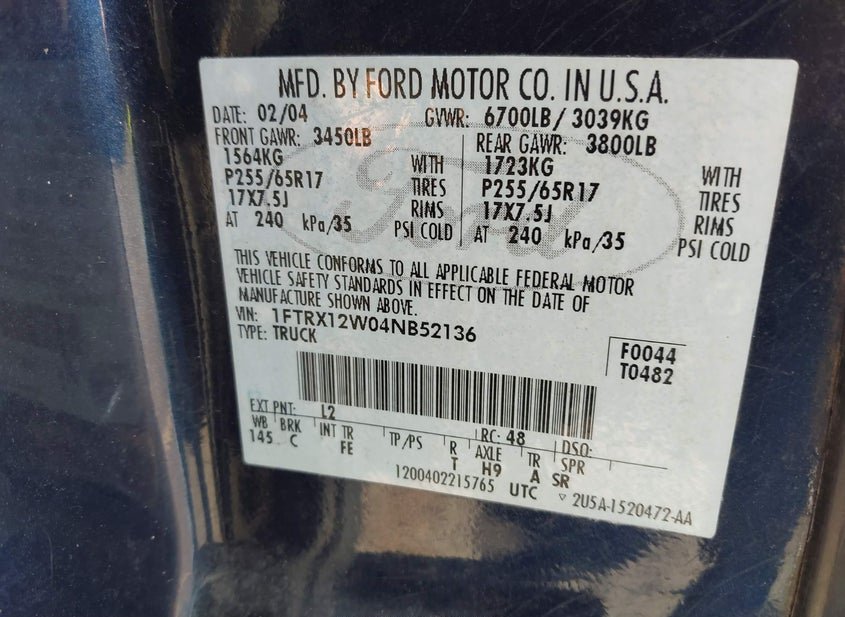 MFD. BY FORD MOTOR CO. IN U.S.A.
DATE: 02/04 GVWR: 6700LB/ 3039KG
FRONT GAWR: 3450LB REAR GAWR: 3800LB
1564KG WITH 1723KG WITH
P255/65R17 TIRES P255/65R17 TIRES
17X7.5J RIMS 17X7.5J RIMS
AT 240 kPa/35 PSI COLD AT 240 kPa/35 PSI COLD
Ford
THIS VEHICLE CONFORMS TO ALL APPLICABLE FEDERAL MOTOR
VEHICLE SAFETY STANDARDS IN EFFECT ON THE DATE OF
MANUFACTURE SHOWN ABOVE.
VIN: 1FTRX12W04NB52136
TYPE: TRUCK
F0044
T0482
EXT PNT: L2 RC: 48 DSO:
WB BRK INT TR TP/PS R AXLE TR SPR
145 C FE T H9 A SR
1200402215765 UTC ▽ 2U5A-1520472-AA